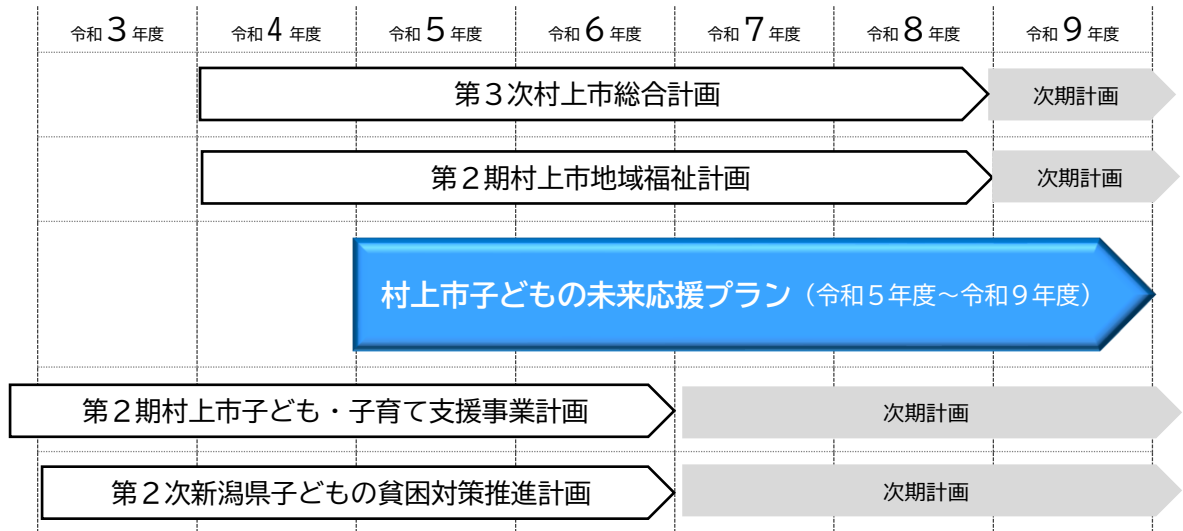 令和3年度 令和4年度 令和5年度 令和6年度 令和7年度 令和8年度 令和9年度
第3次村上市総合計画 次期計画
第2期村上市地域福祉計画 次期計画
村上市子どもの未来応援プラン（令和5年度～令和9年度）
第2期村上市子ども・子育て支援事業計画 次期計画
第2次新潟県子どもの貧困対策推進計画 次期計画